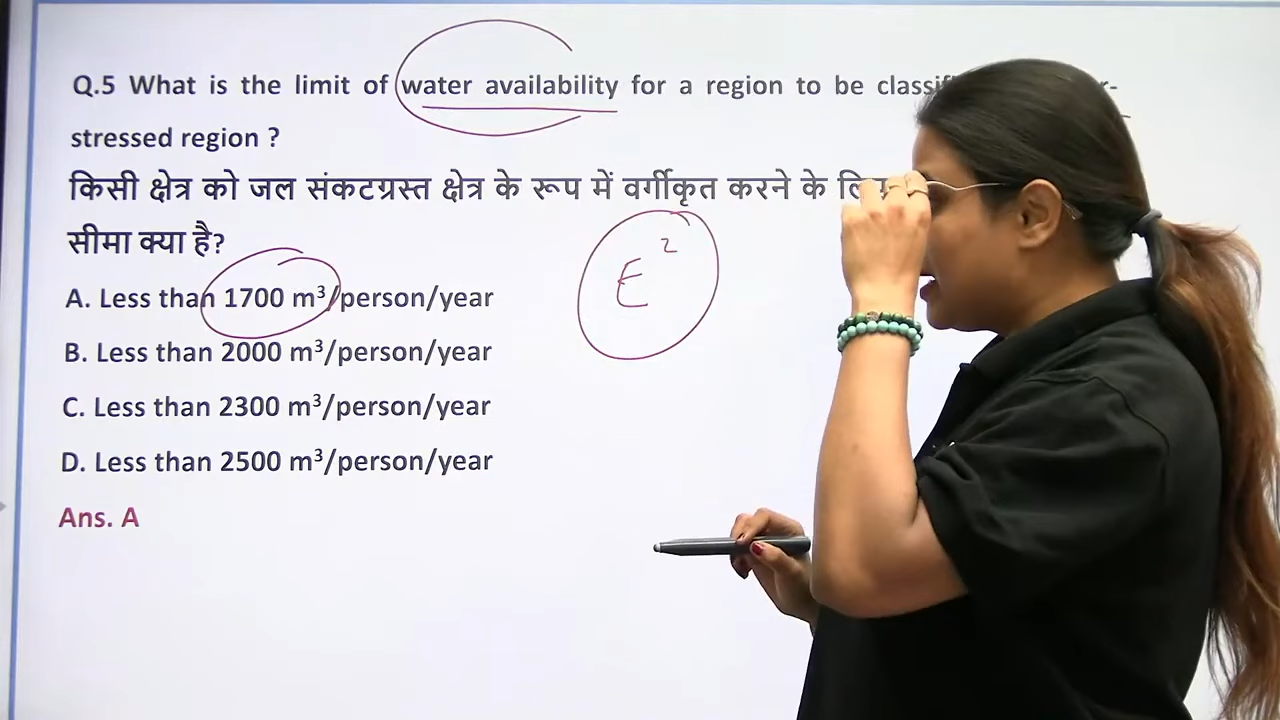 Q.5 What is the limit of water availability for a region to be
stressed region ?
किसी क्षेत्र को जल संकटग्रस्त क्षेत्र के रूप में वर्गीकृत करने के
सीमा क्या है?
A. Less than 1700 m³/person/year
E²
B. Less than 2000 m³/person/year
C. Less than 2300 m³/person/year
D. Less than 2500 m³/person/year
Ans. A